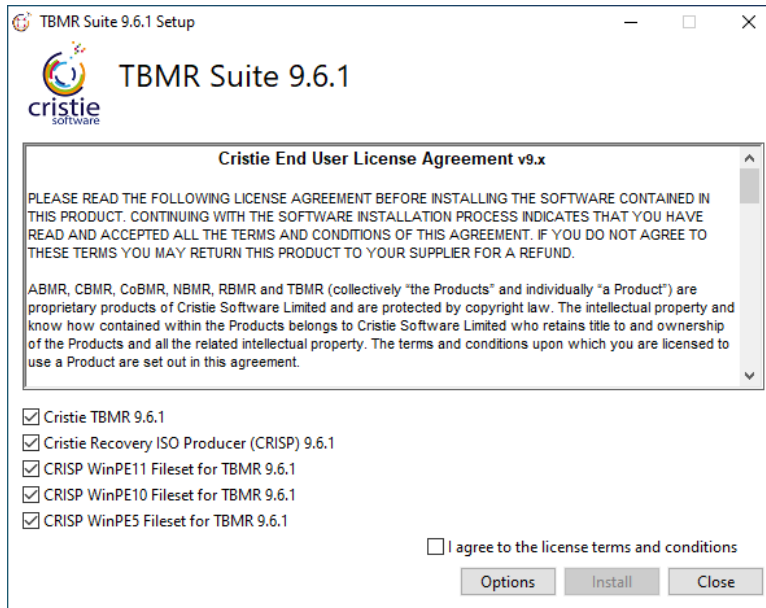 TBMR Suite 9.6.1 Setup
cristie
software
TBMR Suite 9.6.1
Cristie End User License Agreement v9.x
PLEASE READ THE FOLLOWING LICENSE AGREEMENT BEFORE INSTALLING THE SOFTWARE CONTAINED IN
THIS PRODUCT. CONTINUING WITH THE SOFTWARE INSTALLATION PROCESS INDICATES THAT YOU HAVE
READ AND ACCEPTED ALL THE TERMS AND CONDITIONS OF THIS AGREEMENT. IF YOU DO NOT AGREE TO
THESE TERMS YOU MAY RETURN THIS PRODUCT TO YOUR SUPPLIER FOR A REFUND.
ABMR, CBMR, CoBMR, NBMR, RBMR and TBMR (collectively “the Products” and individually “a Product”) are
proprietary products of Cristie Software Limited and are protected by copyright law. The intellectual property and
know how contained within the Products belongs to Cristie Software Limited who retains title to and ownership
of the Products and all the related intellectual property. The terms and conditions upon which you are licensed to
use a Product are set out in this agreement.
Cristie TBMR 9.6.1
Cristie Recovery ISO Producer (CRISP) 9.6.1
CRISP WinPE11 Fileset for TBMR 9.6.1
CRISP WinPE10 Fileset for TBMR 9.6.1
CRISP WinPE5 Fileset for TBMR 9.6.1
I agree to the license terms and conditions
Options Install Close